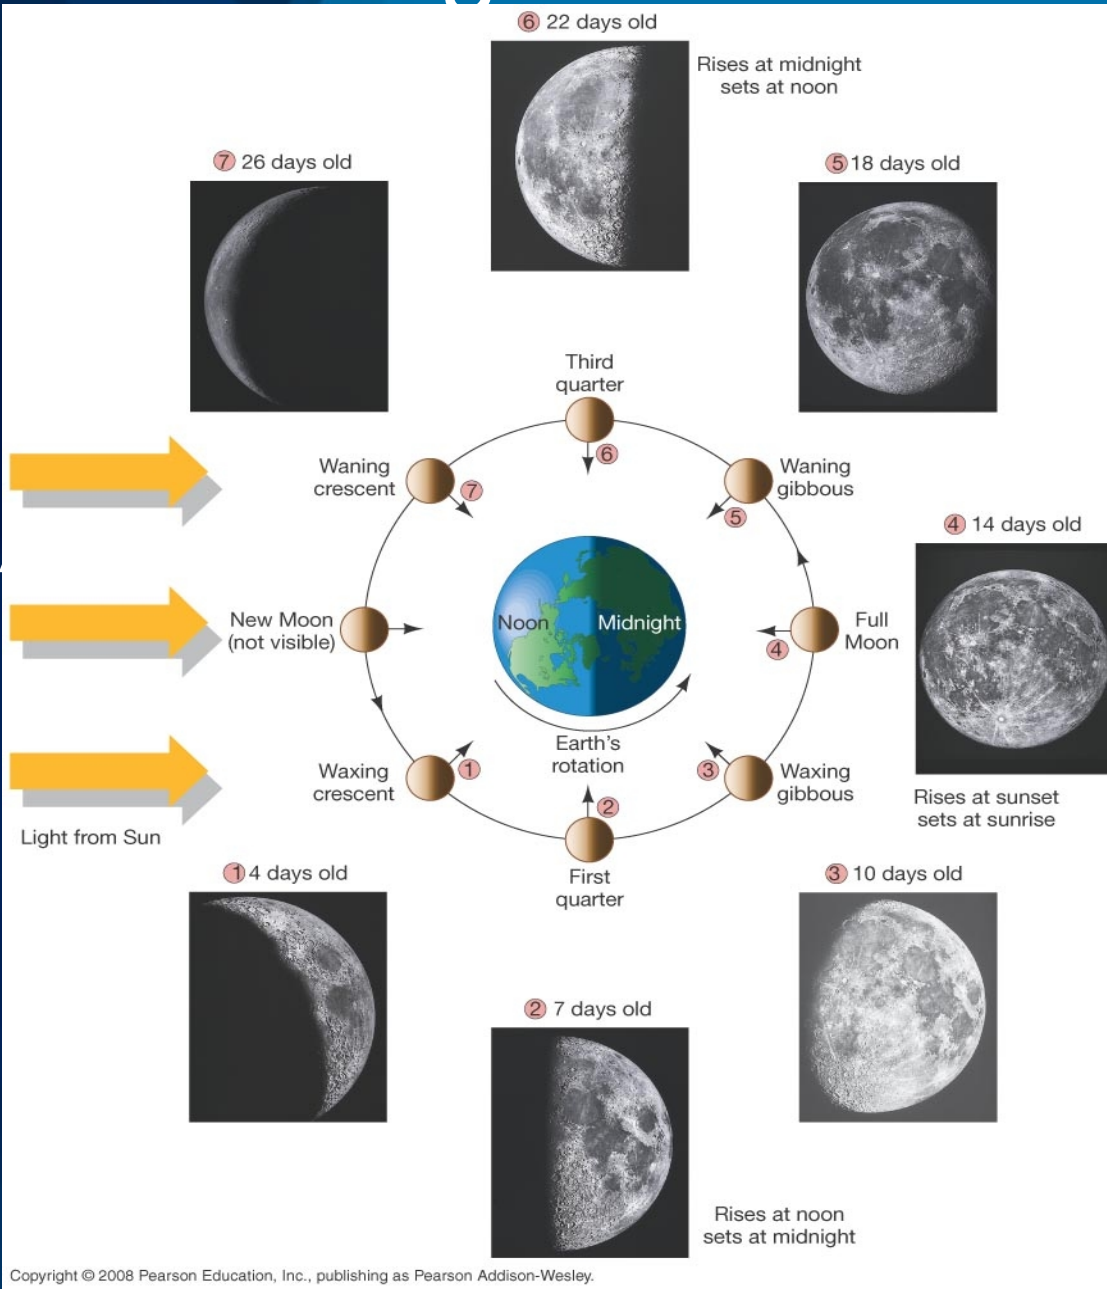 6 22 days old
Rises at midnight
sets at noon
7 26 days old
5 18 days old
Third
quarter
6
Waning
crescent
7
Waning
gibbous
5
4 14 days old
New Moon
(not visible)
Noon
Midnight
4
Full
Moon
Earth's
rotation
Waxing
crescent
1
2
3
Waxing
gibbous
Rises at sunset
sets at sunrise
Light from Sun
First
quarter
1 4 days old
3 10 days old
2 7 days old
Rises at noon
sets at midnight
Copyright © 2008 Pearson Education, Inc., publishing as Pearson Addison-Wesley.